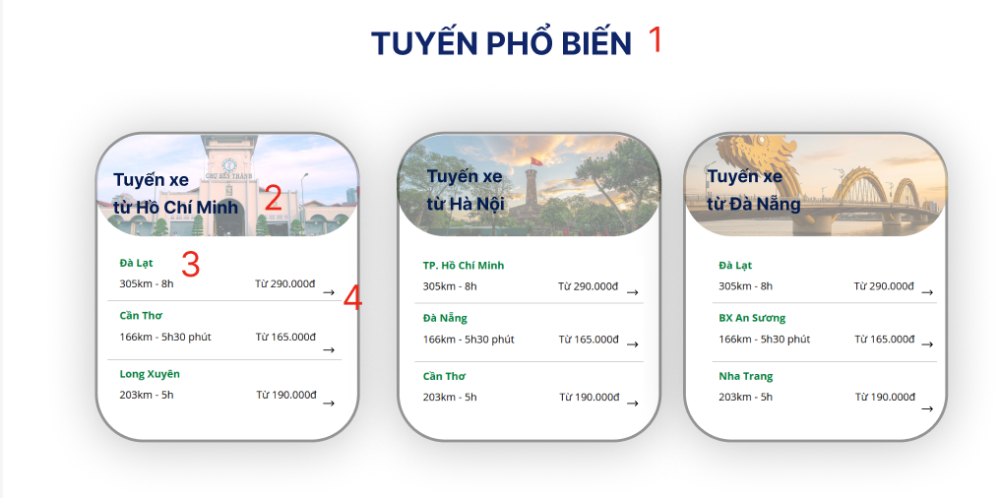 TUYẾN PHỔ BIẾN 1
CHỢ BẾN THÀNH
Tuyến xe
từ Hồ Chí Minh 2
Đà Lạt 3
305km - 8h Từ 290.000đ → 4
Cần Thơ
166km - 5h30 phút Từ 165.000đ →
Long Xuyên
203km - 5h Từ 190.000đ →
Tuyến xe
từ Hà Nội
TP. Hồ Chí Minh
305km - 8h Từ 290.000đ →
Đà Nẵng
166km - 5h30 phút Từ 165.000đ →
Cần Thơ
203km - 5h Từ 190.000đ →
Tuyến xe
từ Đà Nẵng
Đà Lạt
305km - 8h Từ 290.000đ →
BX An Sương
166km - 5h30 phút Từ 165.000đ →
Nha Trang
203km - 5h Từ 190.000đ →